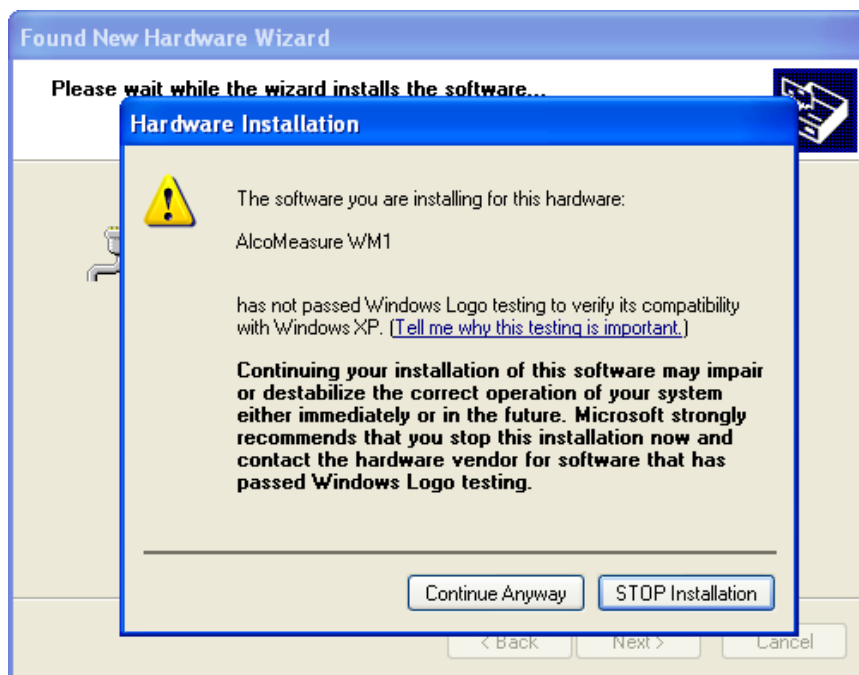 Found New Hardware Wizard
Please wait while the wizard installs the software...
Hardware Installation
The software you are installing for this hardware:
AlcoMeasure WM1
has not passed Windows Logo testing to verify its compatibility
with Windows XP. (Tell me why this testing is important.)
Continuing your installation of this software may impair
or destabilize the correct operation of your system
either immediately or in the future. Microsoft strongly
recommends that you stop this installation now and
contact the hardware vendor for software that has
passed Windows Logo testing.
Continue Anyway
STOP Installation
< Back
Next >
Cancel